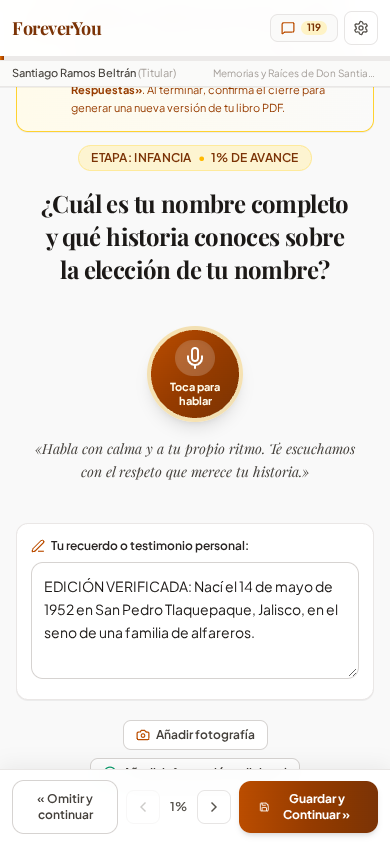 ForeverYou
119
Santiago Ramos Beltrán (Titular)
Memorias y Raíces de Don Santia...
Respuestas». Al terminar, confirma el cierre para
generar una nueva versión de tu libro PDF.
ETAPA: INFANCIA • 1% DE AVANCE
¿Cuál es tu nombre completo
y qué historia conoces sobre
la elección de tu nombre?
Toca para
hablar
«Habla con calma y a tu propio ritmo. Te escuchamos
con el respeto que merece tu historia.»
Tu recuerdo o testimonio personal:
EDICIÓN VERIFICADA: Nací el 14 de mayo de
1952 en San Pedro Tlaquepaque, Jalisco, en el
seno de una familia de alfareros.
Añadir fotografía
« Omitir y
continuar
1%
Guardar y
Continuar »